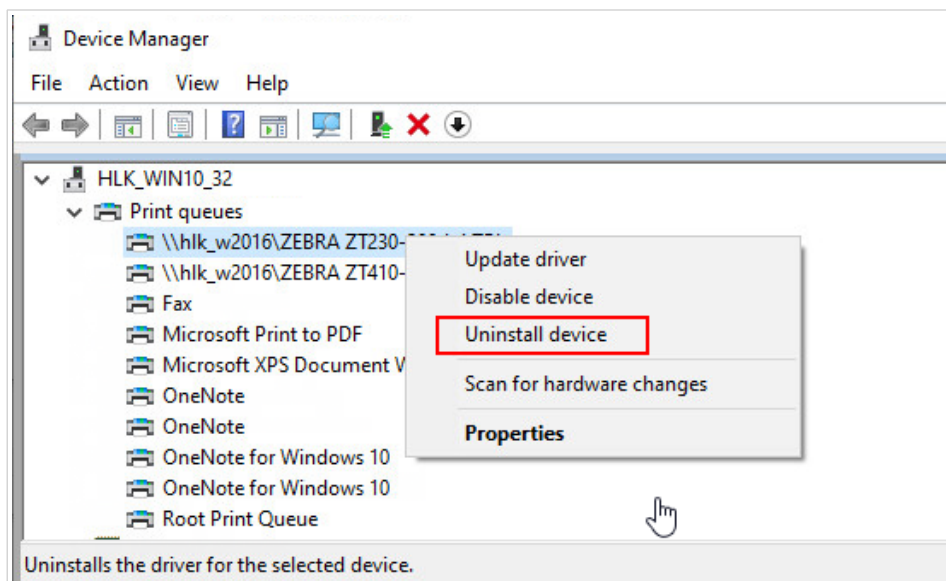 Device Manager
File Action View Help
HLK_WIN10_32
Print queues
\\hlk_w2016\ZEBRA ZT230-
\\hlk_w2016\ZEBRA ZT410-
Fax
Microsoft Print to PDF
Microsoft XPS Document
OneNote
OneNote
OneNote for Windows 10
OneNote for Windows 10
Root Print Queue
Update driver
Disable device
Uninstall device
Scan for hardware changes
Properties
Uninstalls the driver for the selected device.